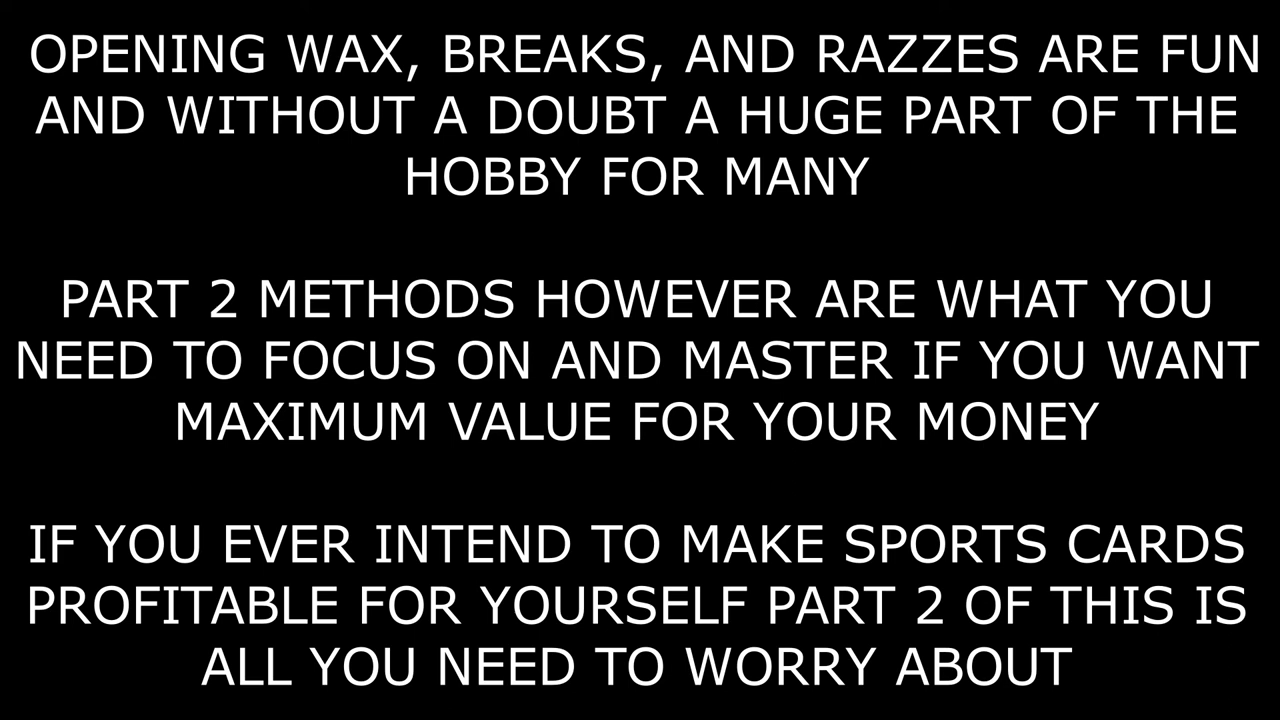 OPENING WAX, BREAKS, AND RAZZES ARE FUN
AND WITHOUT A DOUBT A HUGE PART OF THE
HOBBY FOR MANY
PART 2 METHODS HOWEVER ARE WHAT YOU
NEED TO FOCUS ON AND MASTER IF YOU WANT
MAXIMUM VALUE FOR YOUR MONEY
IF YOU EVER INTEND TO MAKE SPORTS CARDS
PROFITABLE FOR YOURSELF PART 2 OF THIS IS
ALL YOU NEED TO WORRY ABOUT